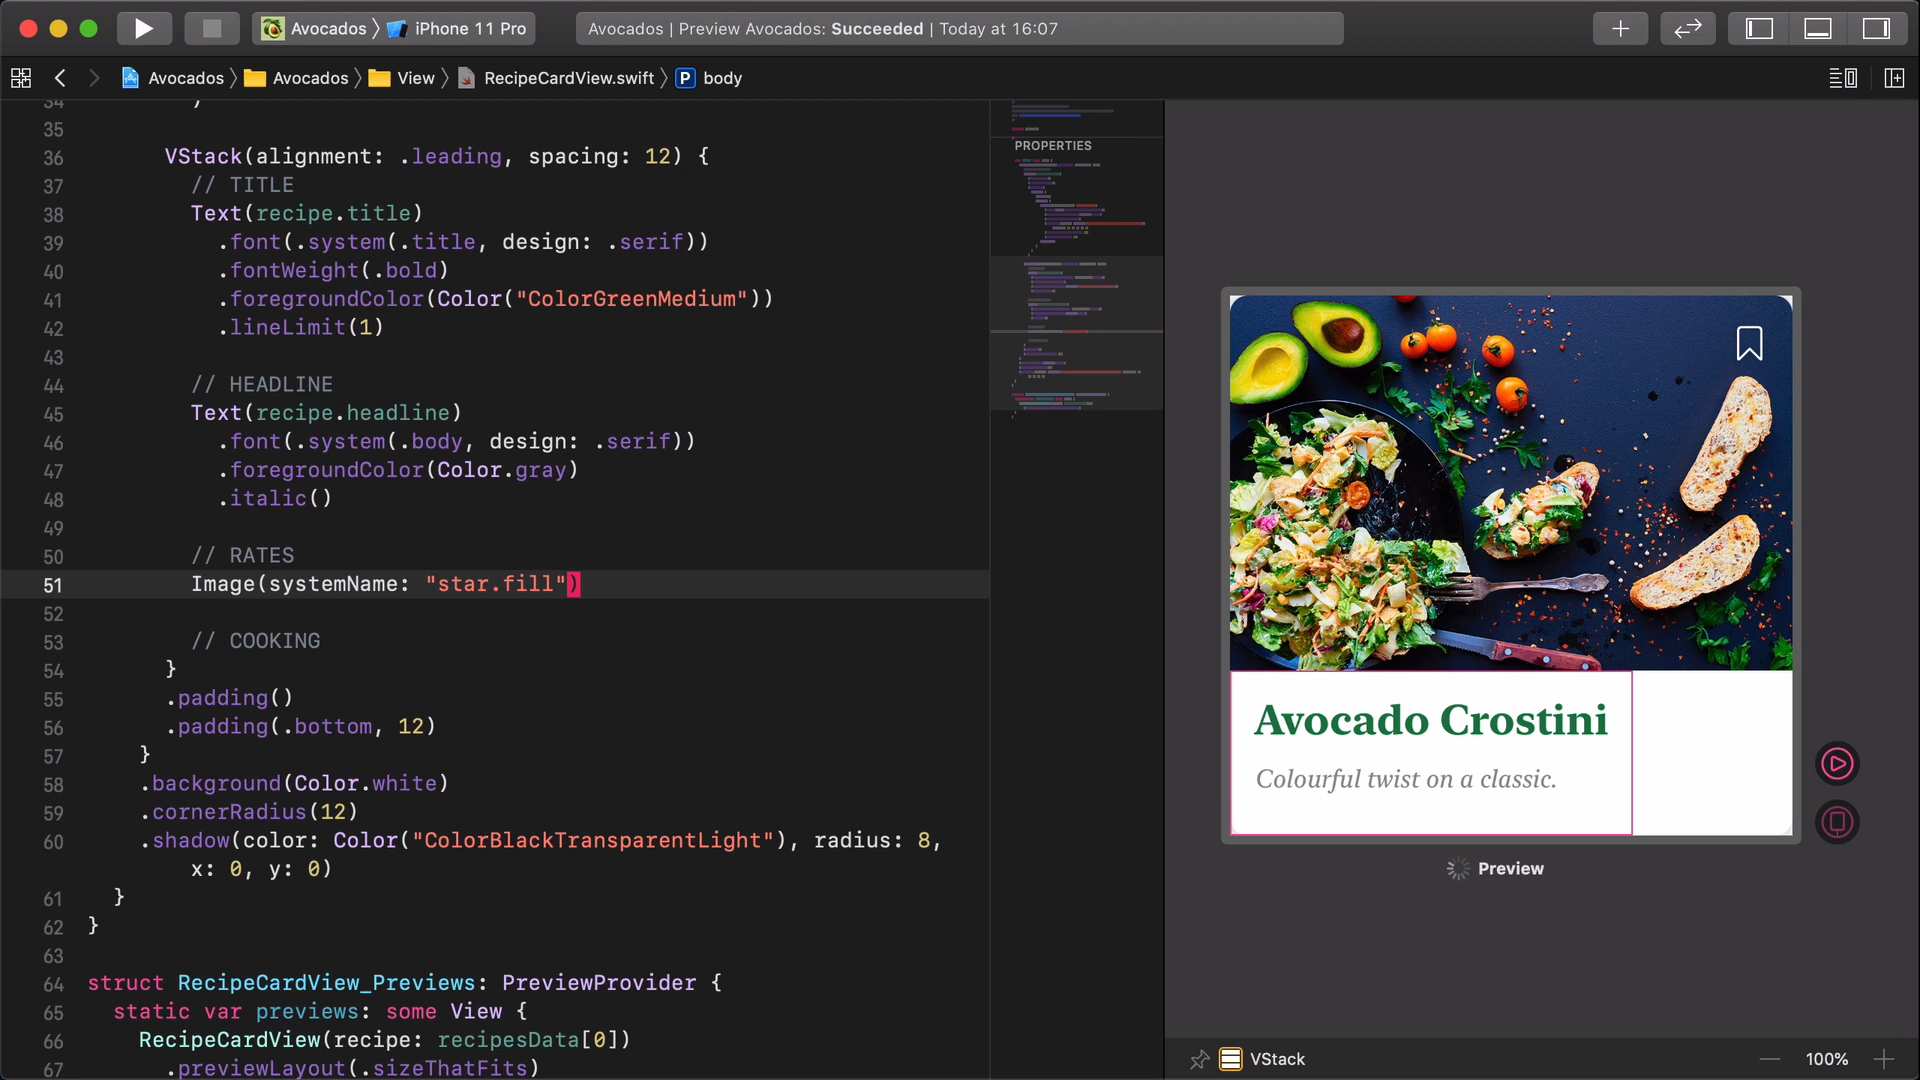 Avocados iPhone 11 Pro
Avocados | Preview Avocados: Succeeded | Today at 16:07
Avocados Avocados View RecipeCardView.swift P body
34 )
35
36 VStack(alignment: .leading, spacing: 12) {
37 // TITLE
38 Text(recipe.title)
39 .font(.system(.title, design: .serif))
40 .fontWeight(.bold)
41 .foregroundColor(Color("ColorGreenMedium"))
42 .lineLimit(1)
43
44 // HEADLINE
45 Text(recipe.headline)
46 .font(.system(.body, design: .serif))
47 .foregroundColor(Color.gray)
48 .italic()
49
50 // RATES
51 Image(systemName: "star.fill")
52
53 // COOKING
54 }
55 .padding()
56 .padding(.bottom, 12)
57 }
58 .background(Color.white)
59 .cornerRadius(12)
60 .shadow(color: Color("ColorBlackTransparentLight"), radius: 8,
x: 0, y: 0)
61 }
62 }
63
64 struct RecipeCardView_Previews: PreviewProvider {
65 static var previews: some View {
66 RecipeCardView(recipe: recipesData[0])
67 .previewLayout(.sizeThatFits)
PROPERTIES
Avocado Crostini
Colourful twist on a classic.
Preview
VStack
100%